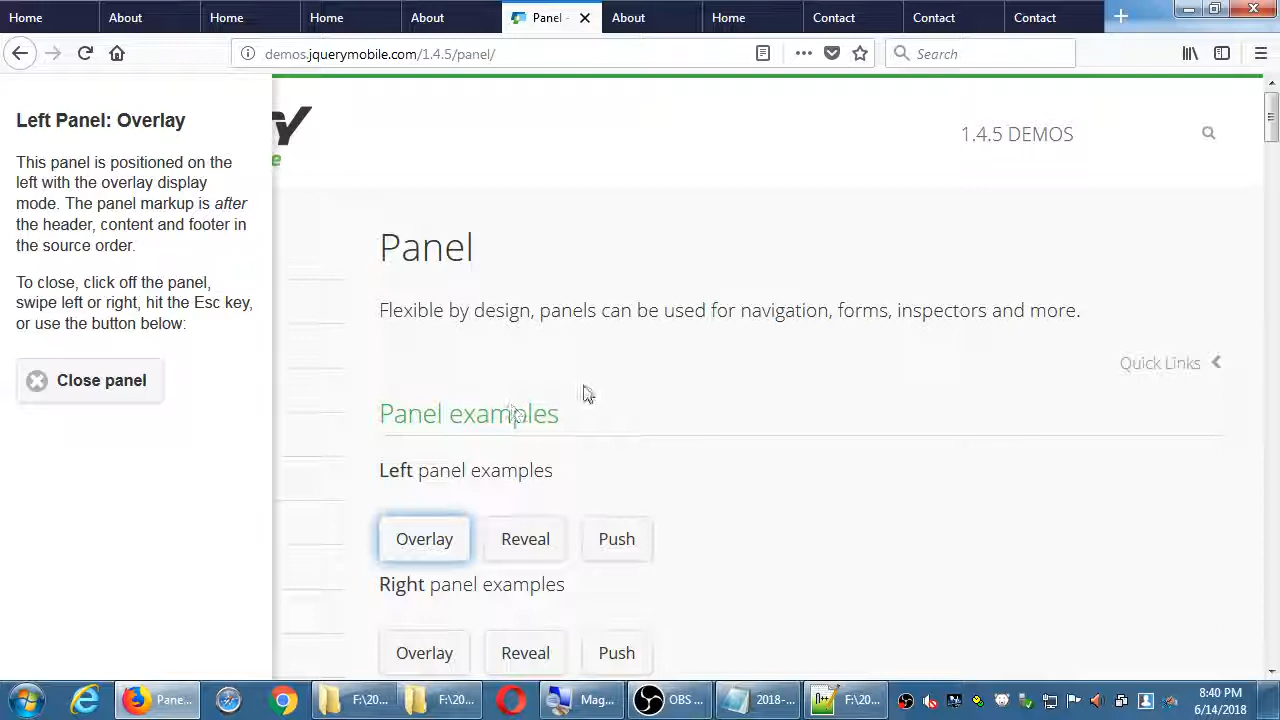 Home
About
Home
Home
About
Panel -
About
Home
Contact
Contact
Contact
demos.jquerymobile.com/1.4.5/panel/
Search
Left Panel: Overlay
This panel is positioned on the
left with the overlay display
mode. The panel markup is after
the header, content and footer in
the source order.
To close, click off the panel,
swipe left or right, hit the Esc key,
or use the button below:
Close panel
1.4.5 DEMOS
Panel
Flexible by design, panels can be used for navigation, forms, inspectors and more.
Quick Links
Panel examples
Left panel examples
Overlay
Reveal
Push
Right panel examples
Overlay
Reveal
Push
Pane...
F:\20...
F:\20...
Mag...
OBS ...
2018-...
F:\20...
8:40 PM
6/14/2018